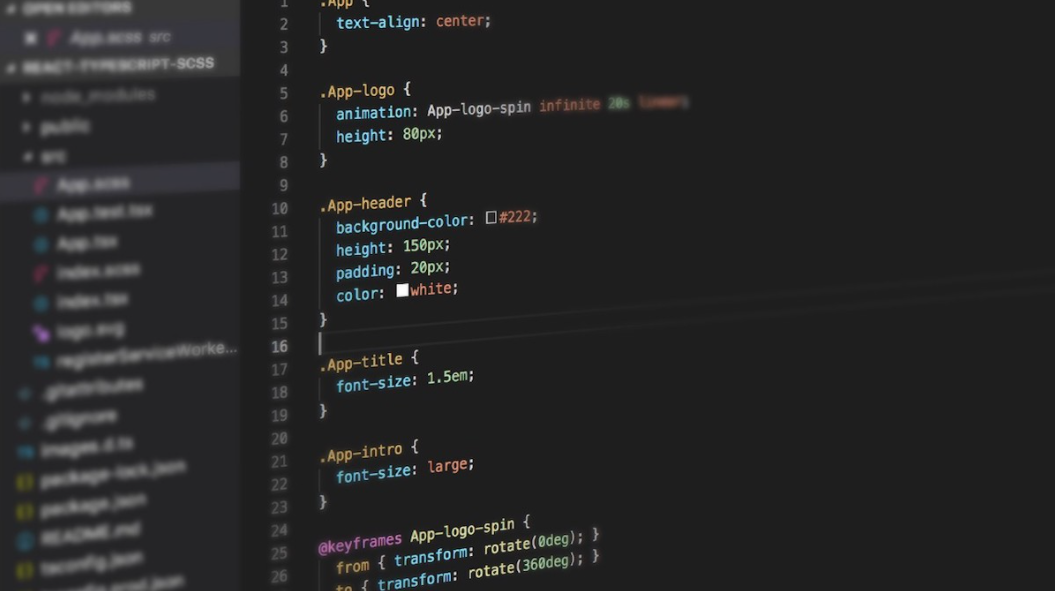 OPEN EDITORS
App.scss src
REACT-TYPESCRIPT-SCSS
node_modules
public
src
App.scss
App.test.tsx
App.tsx
index.scss
index.tsx
logo.svg
registerServiceWorke...
.gitattributes
.gitignore
images.d.ts
package-lock.json
package.json
README.md
tsconfig.json
1 .App {
2 text-align: center;
3 }
4
5 .App-logo {
6 animation: App-logo-spin infinite 20s linear;
7 height: 80px;
8 }
9
10 .App-header {
11 background-color: #222;
12 height: 150px;
13 padding: 20px;
14 color: white;
15 }
16
17 .App-title {
18 font-size: 1.5em;
19 }
20
21 .App-intro {
22 font-size: large;
23 }
24
25 @keyframes App-logo-spin {
26 from { transform: rotate(0deg); }
to { transform: rotate(360deg); }